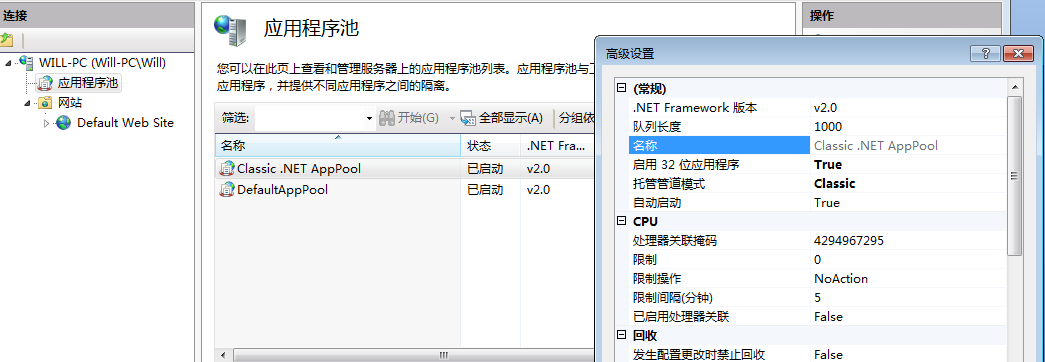 连接
WILL-PC (Will-PC\Will)
应用程序池
网站
Default Web Site
应用程序池
您可以在此页上查看和管理服务器上的应用程序池列表。应用程序池与工
应用程序，并提供不同应用程序之间的隔离。
筛选: 开始(G) 全部显示(A) 分组依
名称 状态 .NET Fra...
Classic .NET AppPool 已启动 v2.0
DefaultAppPool 已启动 v2.0
操作
高级设置
(常规)
.NET Framework 版本 v2.0
队列长度 1000
名称 Classic .NET AppPool
启用 32 位应用程序 True
托管管道模式 Classic
自动启动 True
CPU
处理器关联掩码 4294967295
限制 0
限制操作 NoAction
限制间隔(分钟) 5
已启用处理器关联 False
回收
发生配置更改时禁止回收 False